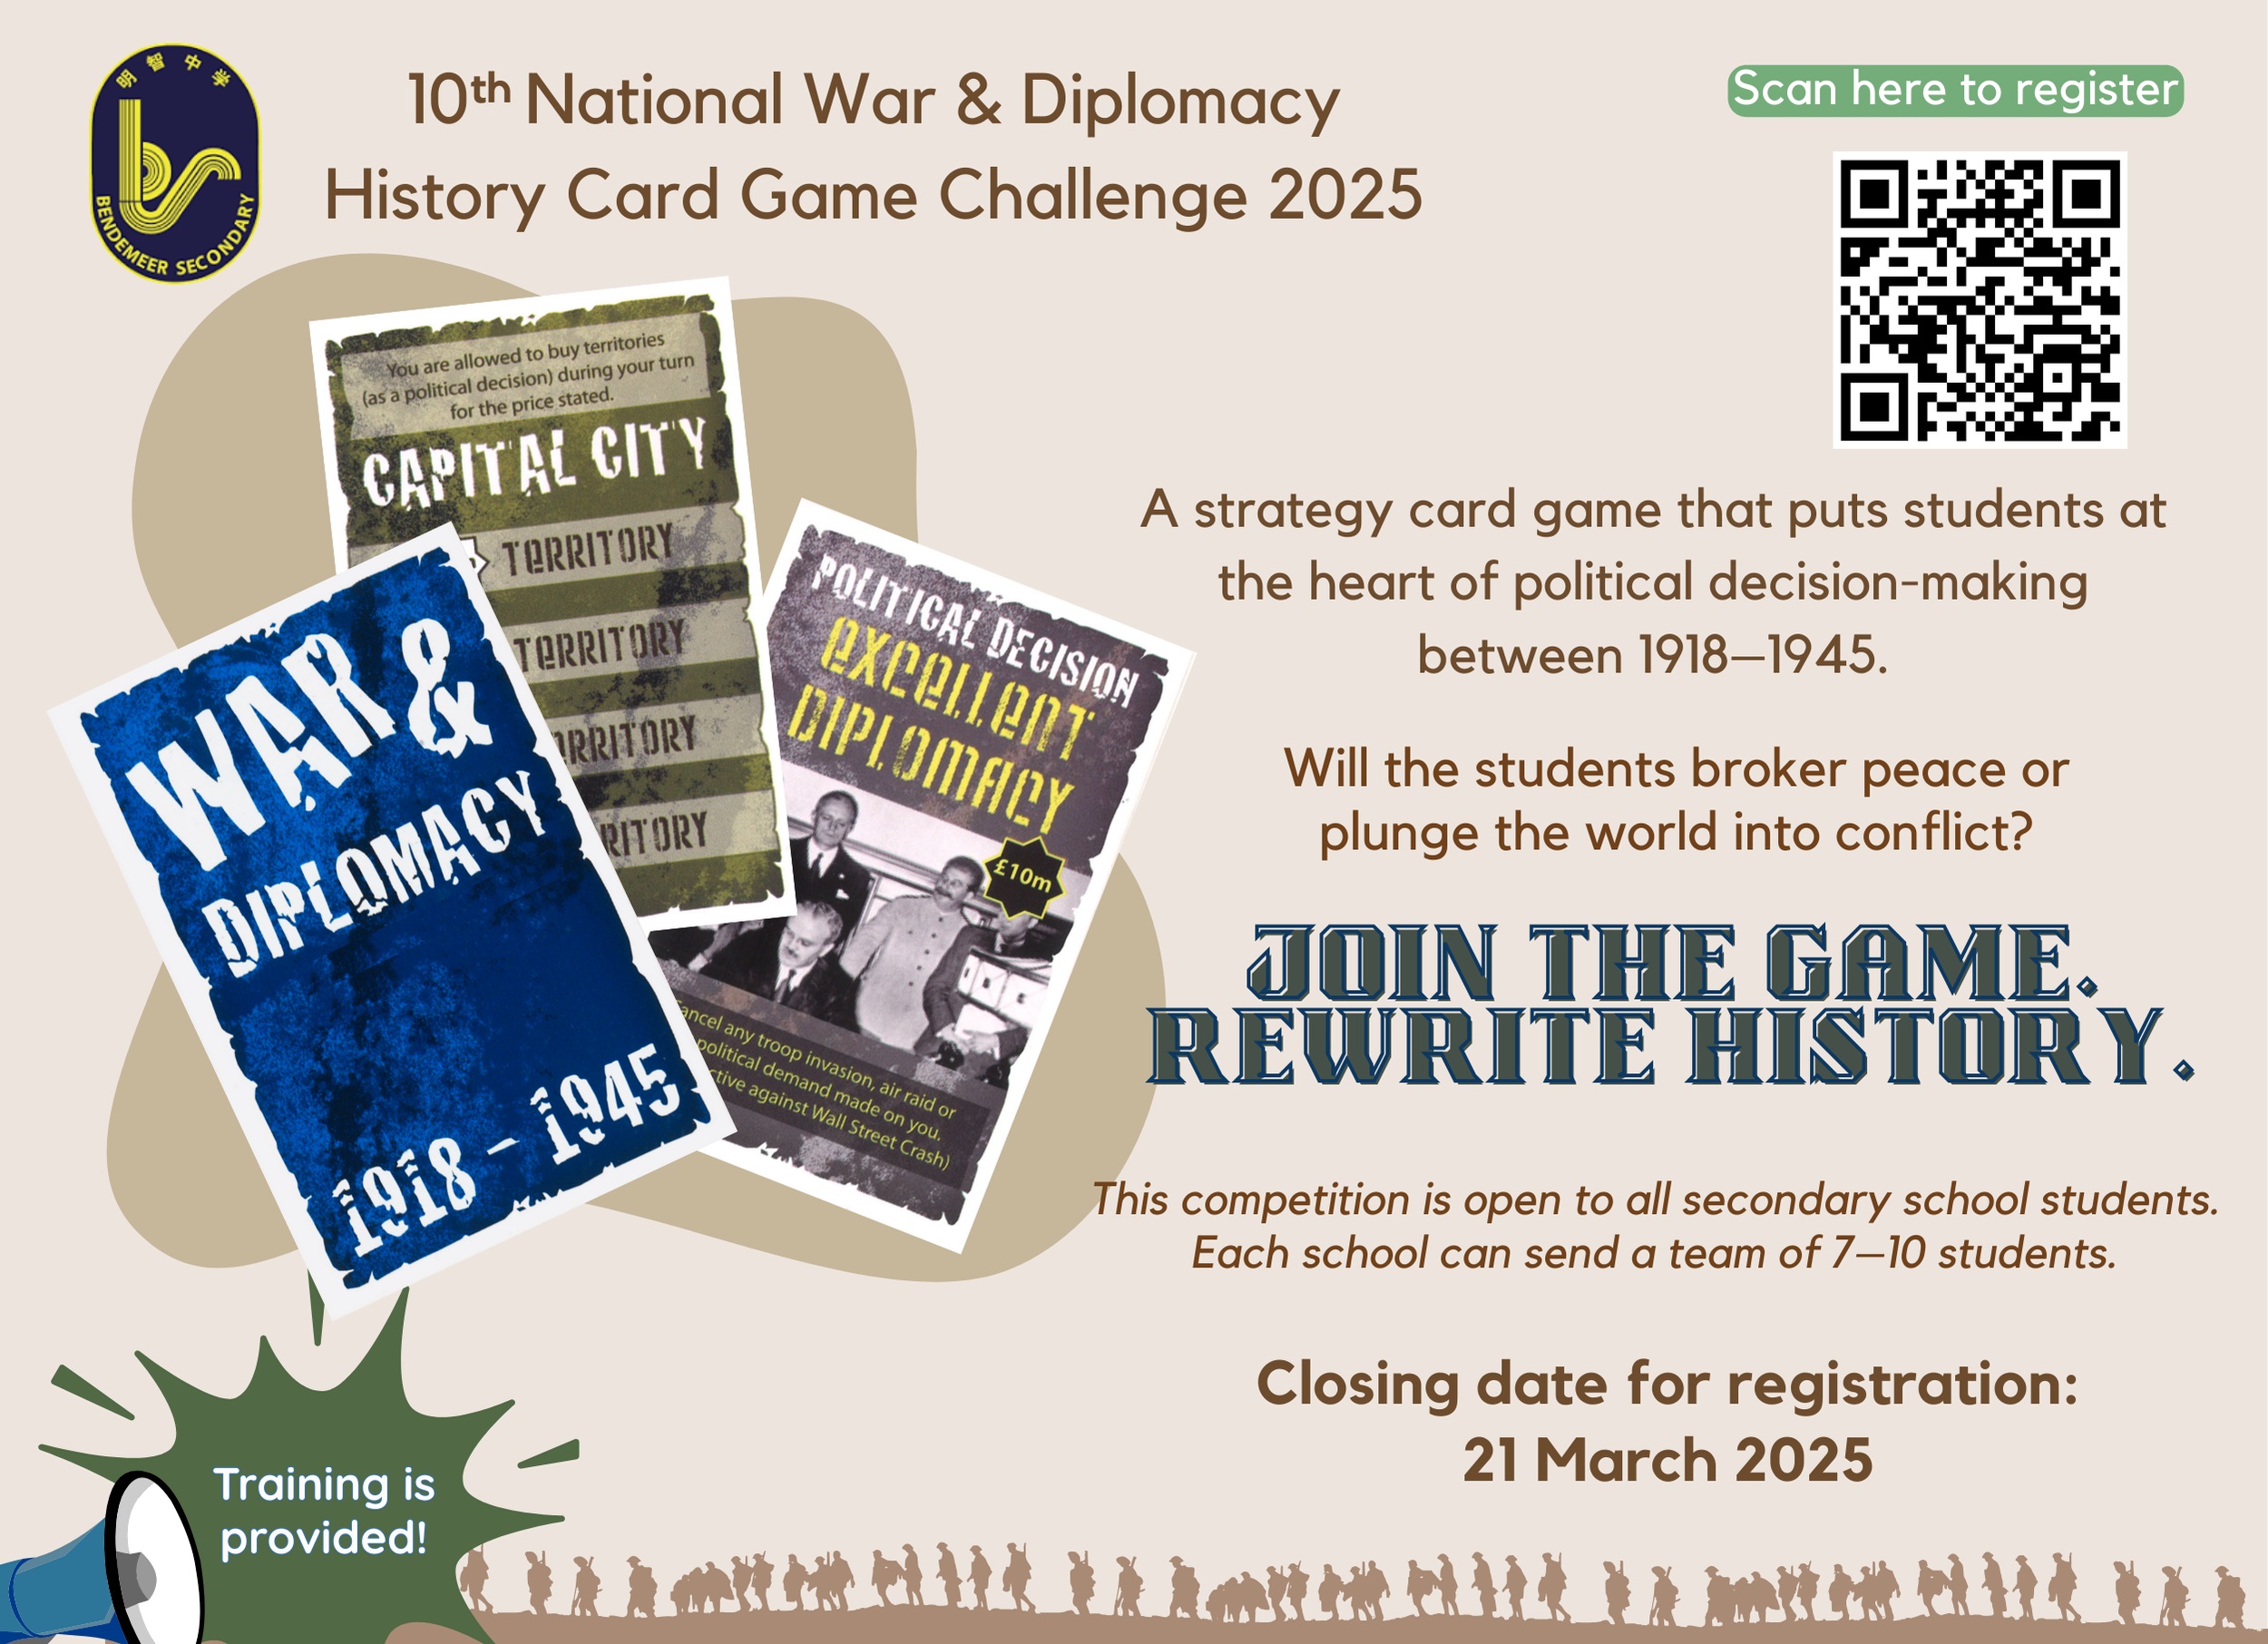 明智中学
BENDEMEER SECONDARY
10th National War & Diplomacy
History Card Game Challenge 2025
Scan here to register
You are allowed to buy territories
(as a political decision) during your turn
for the price stated.
CAPITAL CITY
TERRITORY
TERRITORY
RRITORY
RITORY
WAR &
DIPLOMACY
1918 – 1945
POLITICAL DECISION
EXCELLENT
DIPLOMACY
£10m
ancel any troop invasion, air raid or
political demand made on you.
ctive against Wall Street Crash)
A strategy card game that puts students at
the heart of political decision-making
between 1918–1945.
Will the students broker peace or
plunge the world into conflict?
JOIN THE GAME.
REWRITE HISTORY.
This competition is open to all secondary school students.
Each school can send a team of 7–10 students.
Closing date for registration:
21 March 2025
Training is
provided!